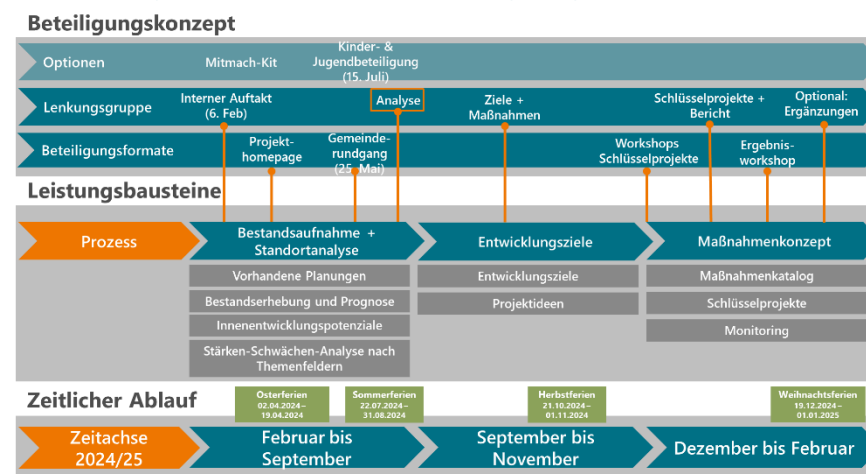 Beteiligungskonzept
Optionen
Mitmach-Kit
Kinder- &
Jugendbeteiligung
(15. Juli)
Lenkungsgruppe
Interner Auftakt
(6. Feb)
Analyse
Ziele +
Maßnahmen
Schlüsselprojekte +
Bericht
Optional:
Ergänzungen
Beteiligungsformate
Projekt-
homepage
Gemeinde-
rundgang
(25. Mai)
Workshops
Schlüsselprojekte
Ergebnis-
workshop
Leistungsbausteine
Prozess
Bestandsaufnahme +
Standortanalyse
Entwicklungsziele
Maßnahmenkonzept
Vorhandene Planungen
Bestandserhebung und Prognose
Innenentwicklungspotenziale
Stärken-Schwächen-Analyse nach
Themenfeldern
Entwicklungsziele
Projektideen
Maßnahmenkatalog
Schlüsselprojekte
Monitoring
Zeitlicher Ablauf
Osterferien
02.04.2024–
19.04.2024
Sommerferien
22.07.2024–
31.08.2024
Herbstferien
21.10.2024–
01.11.2024
Weihnachtsferien
19.12.2024–
01.01.2025
Zeitachse
2024/25
Februar bis
September
September bis
November
Dezember bis Februar